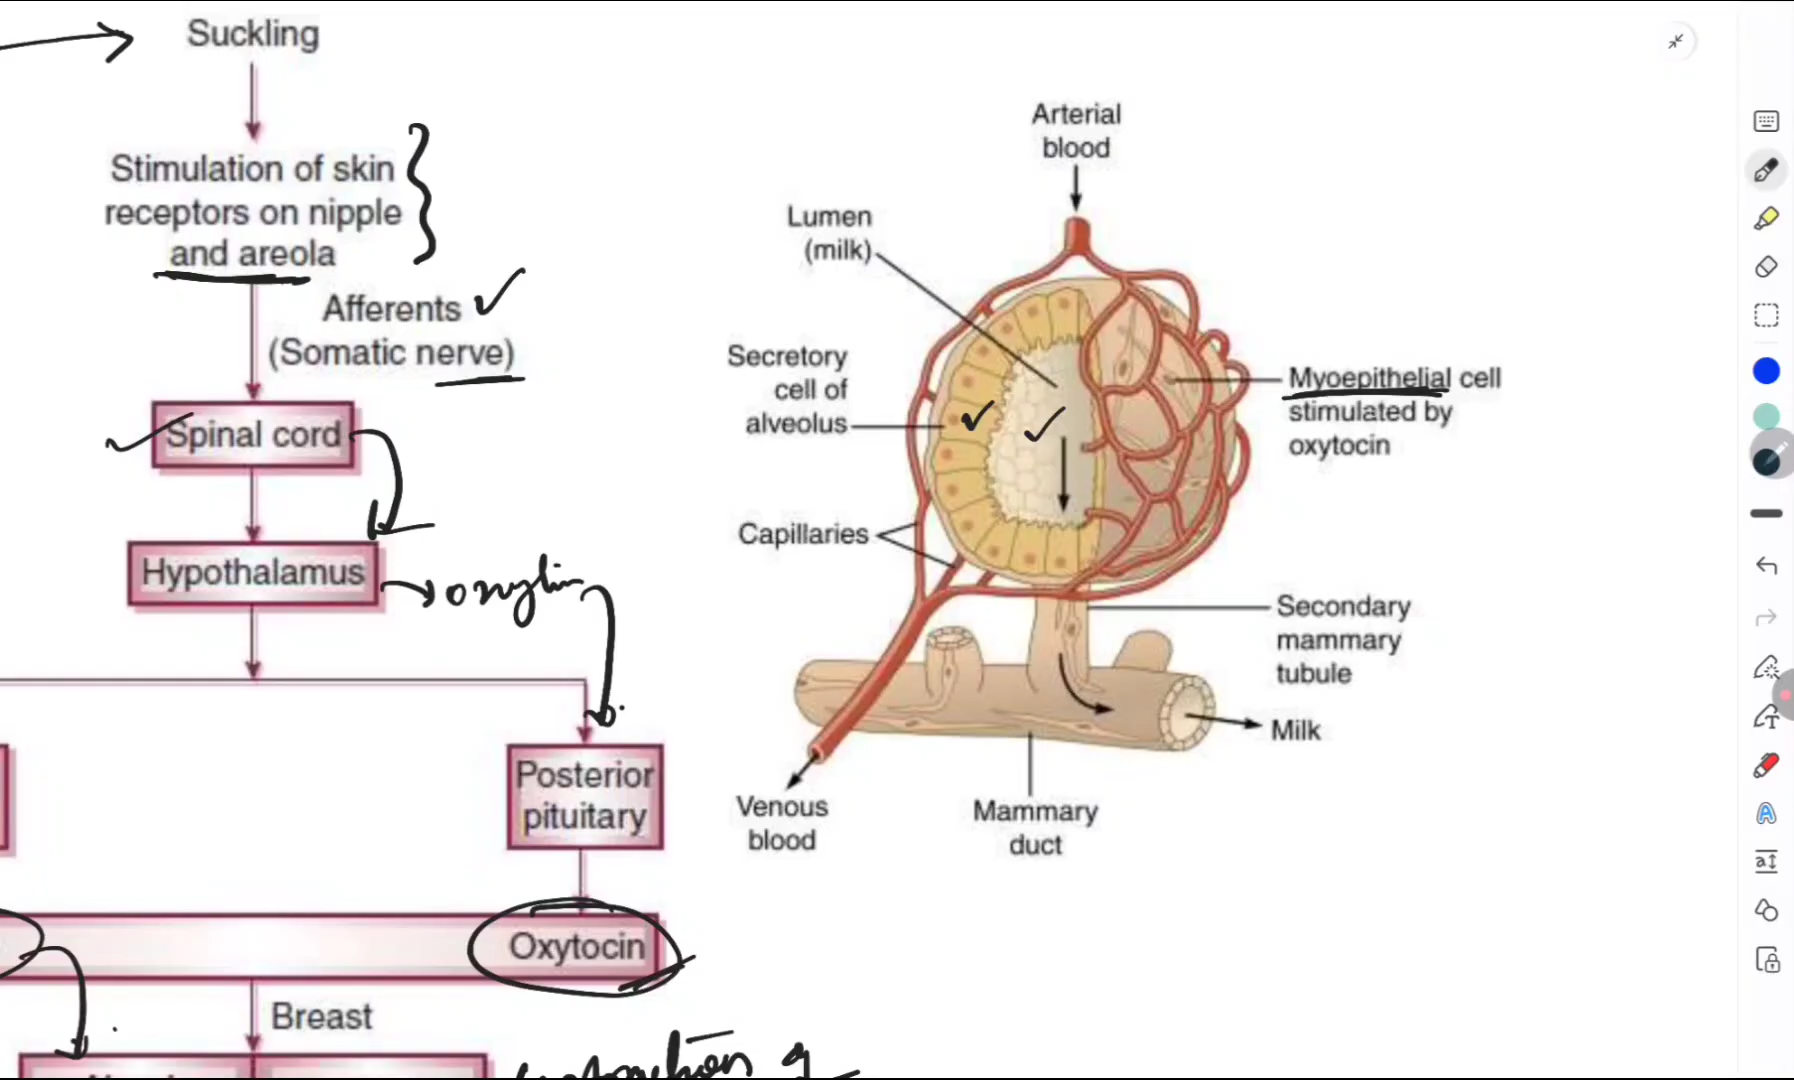 Suckling
Stimulation of skin
receptors on nipple
and areola
Afferents
(Somatic nerve)
Spinal cord
Hypothalamus
Posterior
pituitary
Oxytocin
Breast
Arterial
blood
Lumen
(milk)
Secretory
cell of
alveolus
Myoepithelial cell
stimulated by
oxytocin
Capillaries
Secondary
mammary
tubule
Milk
Venous
blood
Mammary
duct